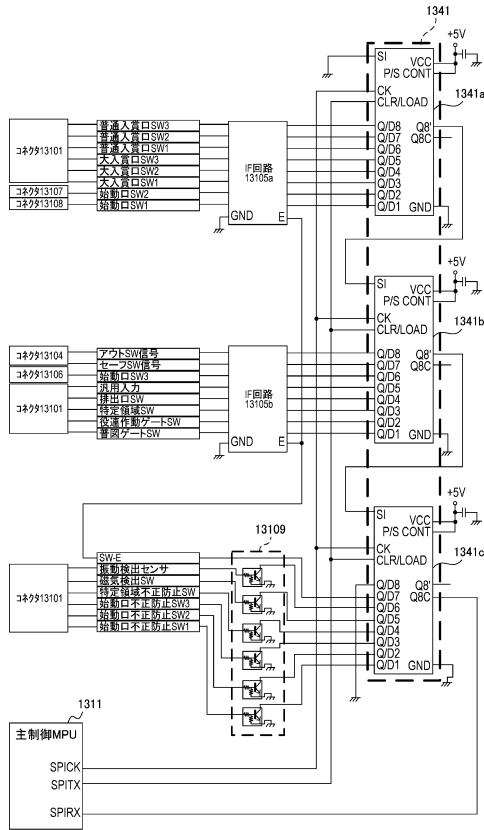 1341
+5V
SI
VCC
P/S CONT
1341a
CK
CLR/LOAD
コネクタ13101
普通入賞口SW3
普通入賞口SW2
普通入賞口SW1
大入賞口SW3
大入賞口SW2
大入賞口SW1
コネクタ13107
始動口SW2
コネクタ13108
始動口SW1
IF回路
13105a
GND
E
Q/D8
Q8'
Q/D7
Q8C
Q/D6
Q/D5
Q/D4
Q/D3
Q/D2
Q/D1
GND
+5V
SI
VCC
P/S CONT
1341b
CK
CLR/LOAD
コネクタ13104
アウトSW信号
セーフSW信号
コネクタ13106
始動口SW3
汎用入力
コネクタ13101
排出口SW
特定領域SW
役連作動ゲートSW
普図ゲートSW
IF回路
13105b
GND
E
Q/D8
Q8'
Q/D7
Q8C
Q/D6
Q/D5
Q/D4
Q/D3
Q/D2
Q/D1
GND
+5V
SI
VCC
P/S CONT
1341c
CK
CLR/LOAD
13109
SW-E
コネクタ13101
振動検出センサ
磁気検出SW
特定領域不正防止SW
始動口不正防止SW3
始動口不正防止SW2
始動口不正防止SW1
Q/D8
Q8'
Q/D7
Q8C
Q/D6
Q/D5
Q/D4
Q/D3
Q/D2
Q/D1
GND
1311
主制御MPU
SPICK
SPITX
SPIRX